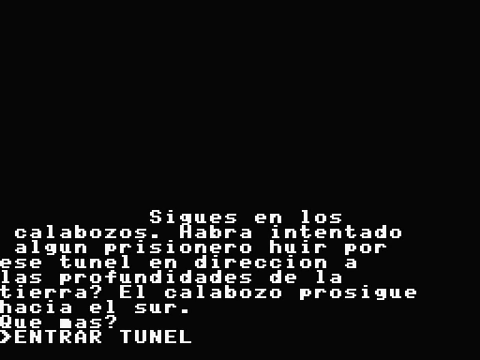 Sigues en los
calabozos. Habra intentado
algun prisionero huir por
ese tunel en direccion a
las profundidades de la
tierra? El calabozo prosigue
hacia el sur.
Que mas?
>ENTRAR TUNEL